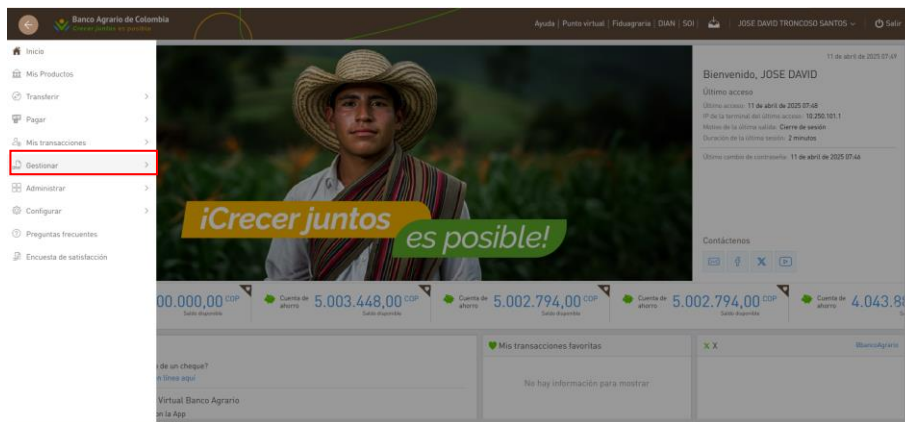 Banco Agrario de Colombia
Crecer juntos es posible
Ayuda | Punto virtual | Fiduagraria | DIAN | SOI |
JOSE DAVID TRONCOSO SANTOS
Salir
Inicio
Mis Productos
Transferir
Pagar
Mis transacciones
Gestionar
Administrar
Configurar
Preguntas frecuentes
Encuesta de satisfacción
¡Crecer juntos
es posible!
11 de abril de 2025 07:49
Bienvenido, JOSE DAVID
Último acceso
Último acceso: 11 de abril de 2025 07:48
IP de la terminal del último acceso: 10.250.101.1
Motivo de la última salida: Cierre de sesión
Duración de la última sesión: 2 minutos
Último cambio de contraseña: 11 de abril de 2025 07:46
Contáctenos
00.000,00 COP
Saldo disponible
Cuenta de ahorro 5.003.448,00 COP
Saldo disponible
Cuenta de ahorro 5.002.794,00 COP
Saldo disponible
Cuenta de ahorro 5.002.794,00 COP
Saldo disponible
Cuenta de ahorro 4.043.8
de un cheque?
n línea aquí
Virtual Banco Agrario
on la App
Mis transacciones favoritas
No hay información para mostrar
X
@bancoAgrario